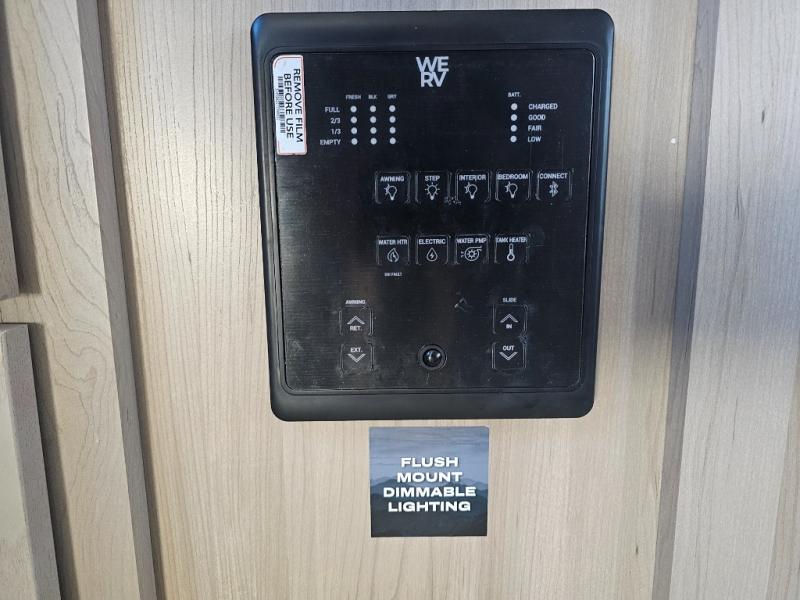 WE
RV
REMOVE FILM
BEFORE USE
FRESH BLK GRY
BATT.
FULL
2/3
1/3
EMPTY
CHARGED
GOOD
FAIR
LOW
AWNING STEP INTERIOR BEDROOM CONNECT
WATER HTR ELECTRIC WATER PMP TANK HEATER
AWNING
RET.
EXT.
SLIDE
IN
OUT
FLUSH
MOUNT
DIMMABLE
LIGHTING